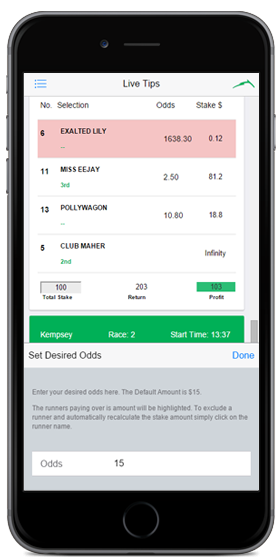 Live Tips
No. Selection Odds Stake $
6 EXALTED LILY 1638.30 0.12
--
11 MISS EEJAY 2.50 81.2
3rd
13 POLLYWAGON 10.80 18.8
--
5 CLUB MAHER Infinity
2nd
100 203 103
Total Stake Return Profit
Kempsey Race: 2 Start Time: 13:37
Set Desired Odds Done
Enter your desired odds here. The Default Amount is $15.
The runners paying over is amount will be highlighted. To exclude a
runner and automatically recalculate the stake amount simply click on the
runner name.
Odds 15